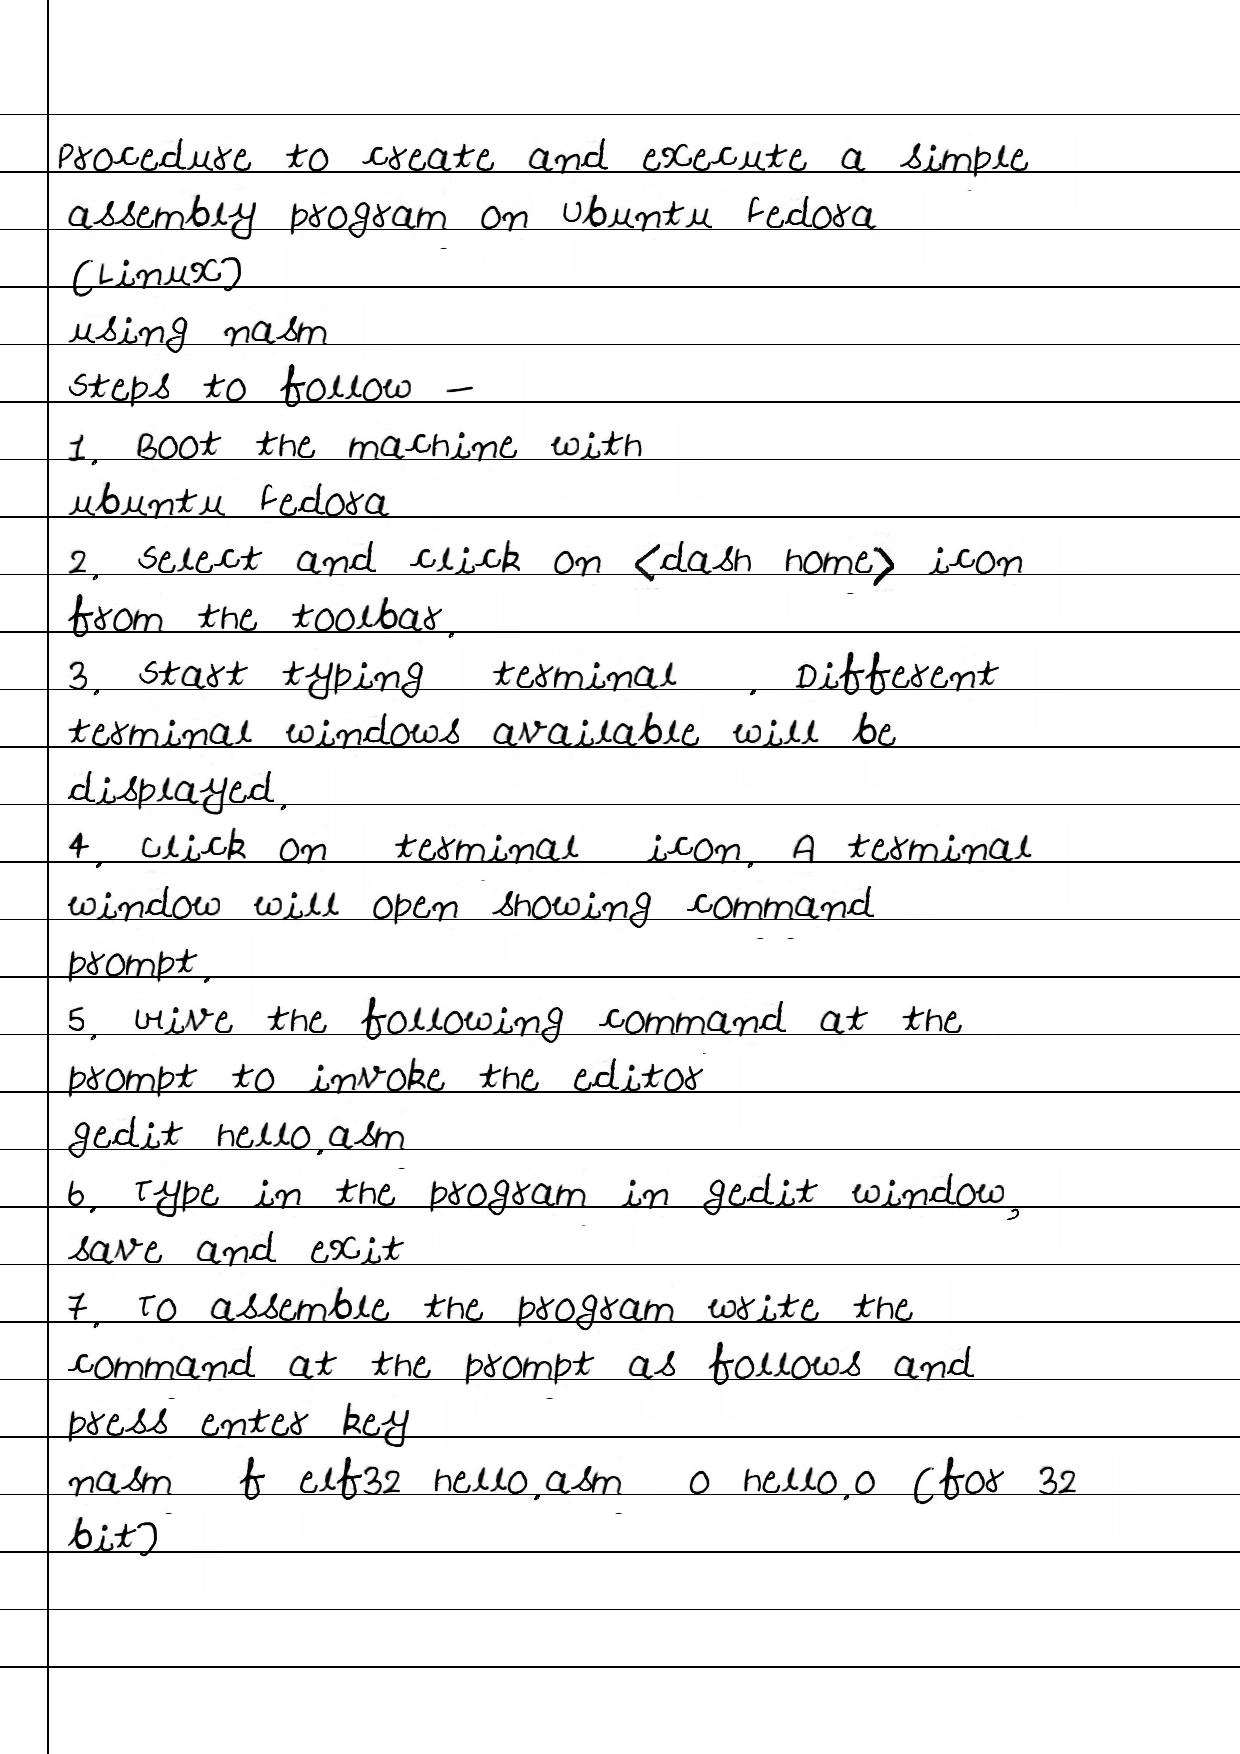 Procedure to create and execute a simple
assembly program on Ubuntu Fedora
(Linux)
using nasm
Steps to follow -
1. Boot the machine with
ubuntu Fedora
2. Select and click on <dash home> icon
from the toolbar.
3. Start typing terminal . Different
terminal windows available will be
displayed.
4. Click on terminal icon. A terminal
window will open showing command
prompt.
5. Give the following command at the
prompt to invoke the editor
gedit hello.asm
6. Type in the program in gedit window,
save and exit
7. To assemble the program write the
command at the prompt as follows and
press enter key
nasm f elf32 hello.asm o hello.o (for 32
bit)